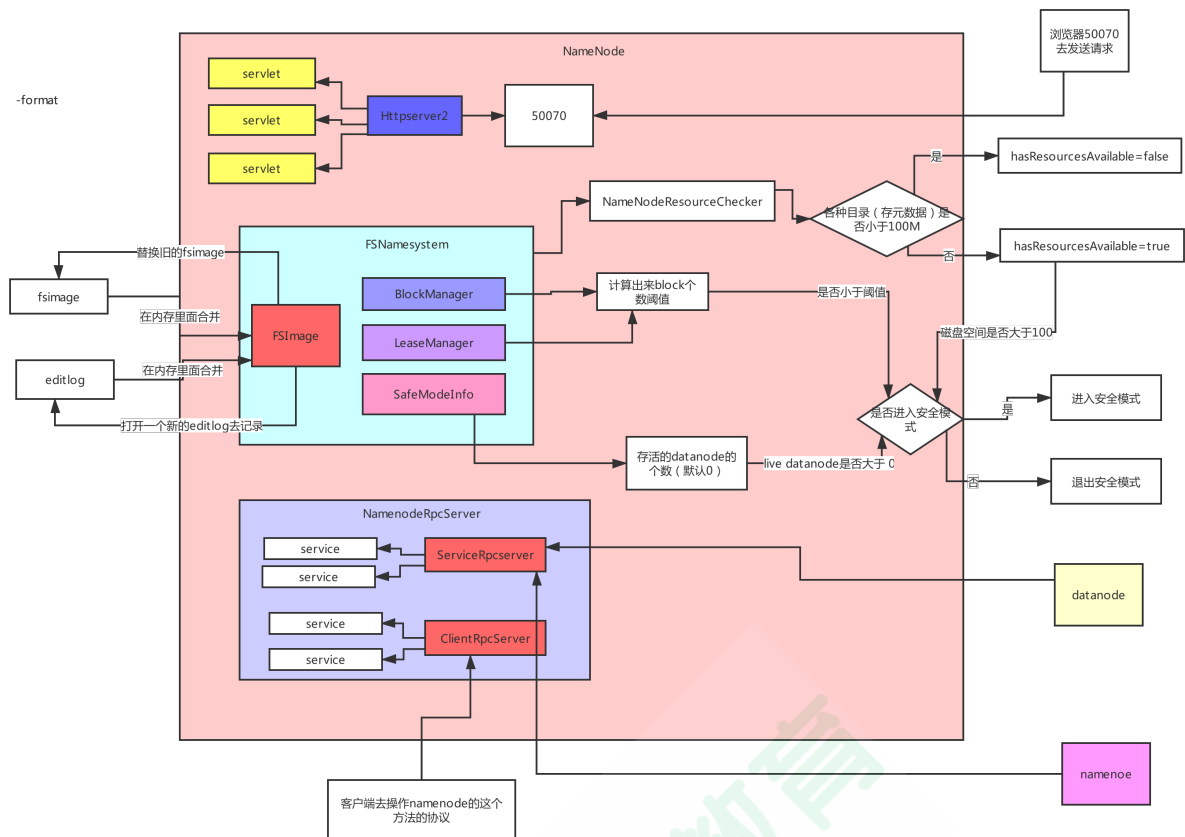 NameNode
浏览器50070
去发送请求
-format
servlet
servlet
servlet
Httpserver2
50070
是
hasResourcesAvailable=false
NameNodeResourceChecker
各种目录（存元数据）是
否小于100M
否
hasResourcesAvailable=true
FSNamesystem
替换旧的fsimage
fsimage
在内存里面合并
FSImage
BlockManager
计算出来block个
数阈值
是否小于阈值
LeaseManager
磁盘空间是否大于100
在内存里面合并
editlog
SafeModeInfo
打开一个新的editlog去记录
是否进入安全模
式
是
进入安全模式
存活的datanode的
个数（默认0）
live datanode是否大于 0
否
退出安全模式
NamenodeRpcServer
service
service
ServiceRpcserver
service
service
ClientRpcServer
datanode
namenoe
客户端去操作namenode的这个
方法的协议
教育